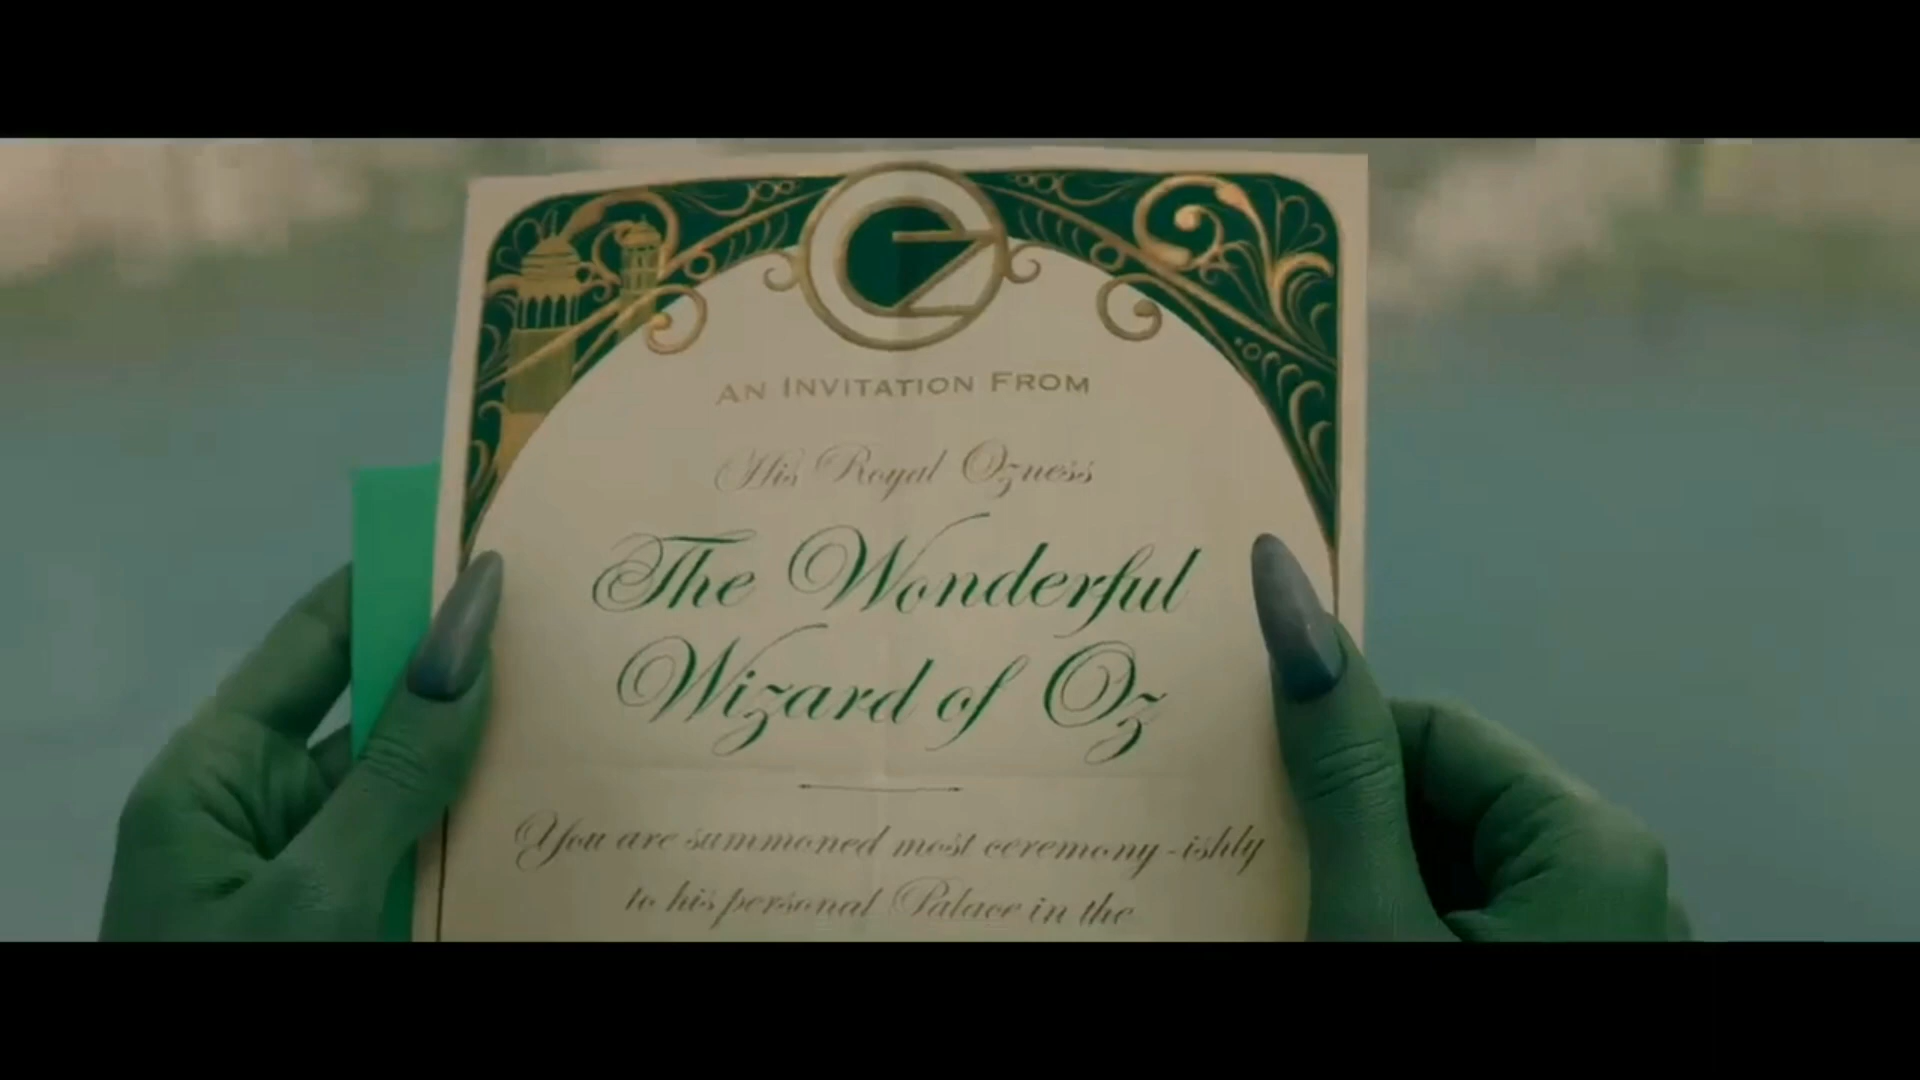 OZ
AN INVITATION FROM
His Royal Ozness
The Wonderful
Wizard of Oz
You are summoned most ceremony-ishly
to his personal Palace in the